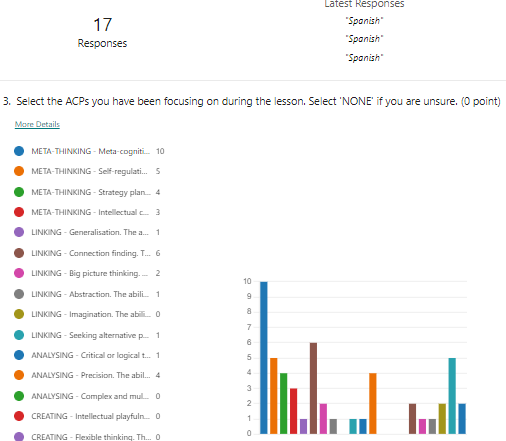 Latest Responses
17
Responses
"Spanish"
"Spanish"
"Spanish"
3. Select the ACPs you have been focusing on during the lesson. Select 'NONE' if you are unsure. (0 point)
More Details
META-THINKING - Meta-cogniti... 10
META-THINKING - Self-regulati... 5
META-THINKING - Strategy plan... 4
META-THINKING - Intellectual c... 3
LINKING - Generalisation. The a... 1
LINKING - Connection finding. T... 6
LINKING - Big picture thinking. ... 2
LINKING - Abstraction. The abili... 1
LINKING - Imagination. The abili... 0
LINKING - Seeking alternative p... 1
ANALYSING - Critical or logical t... 1
ANALYSING - Precision. The abil... 4
ANALYSING - Complex and mul... 0
CREATING - Intellectual playfuln... 0
CREATING - Flexible thinking. Th... 0
10
9
8
7
6
5
4
3
2
1
0